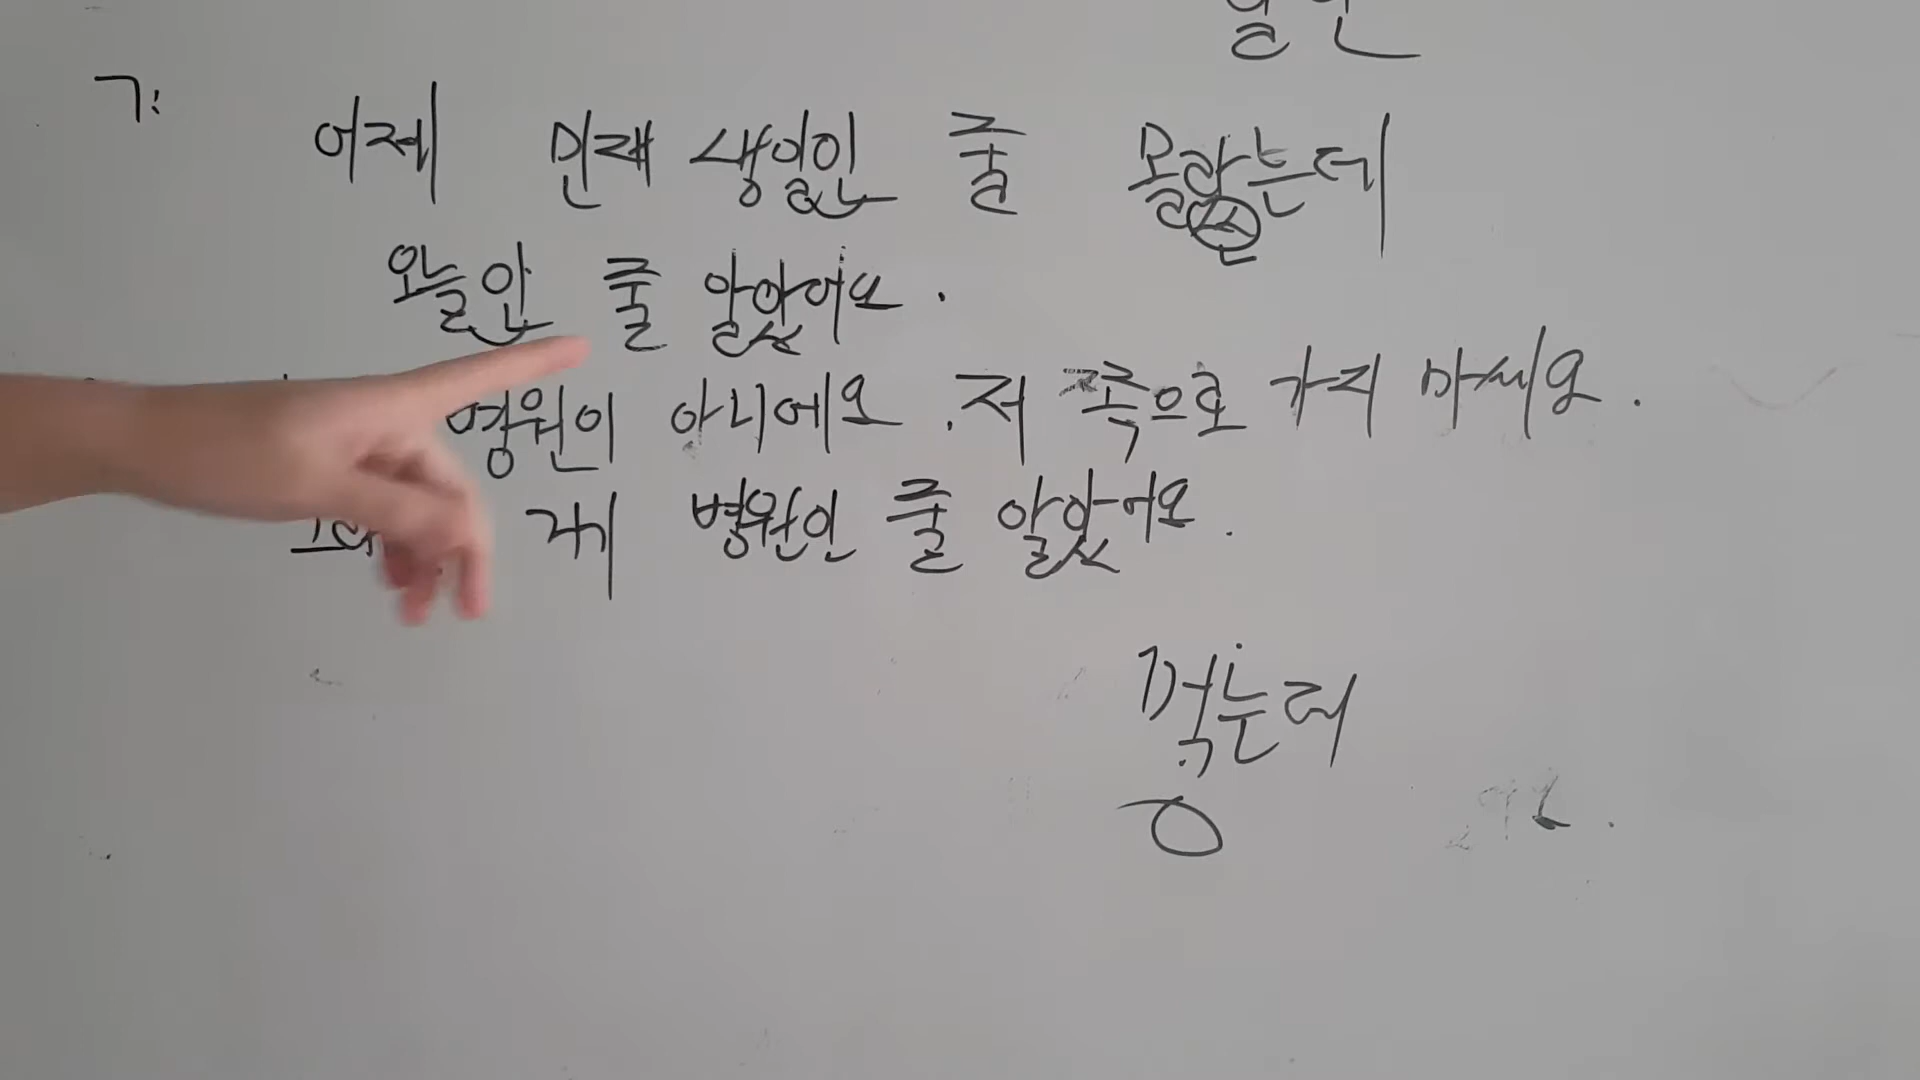 가: 어제 민재 생일인 줄 몰랐는데
오늘인 줄 알았어요.
병원이 아니에요. 저 쪽으로 가지 마세요.
게 병원인 줄 알았어요.
먹는데